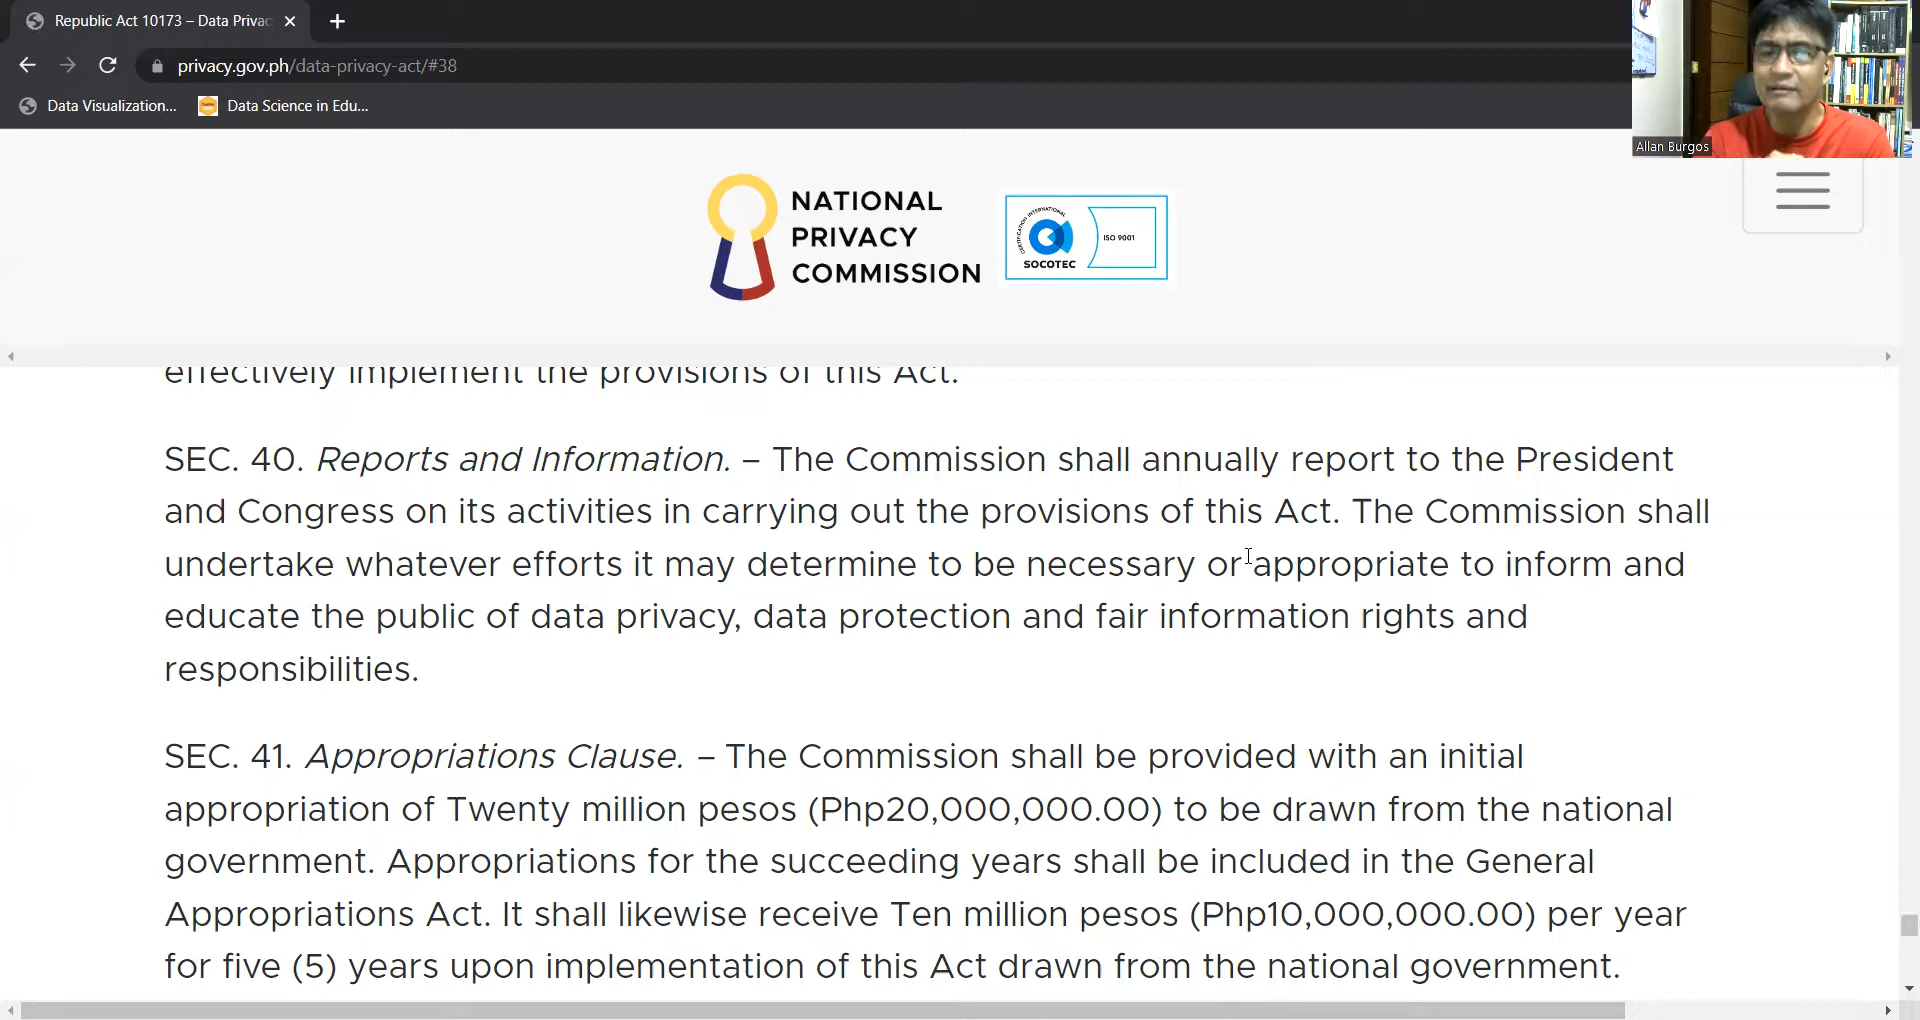 Republic Act 10173 – Data Privac
privacy.gov.ph/data-privacy-act/#38
Data Visualization...
Data Science in Edu...
Allan Burgos
NATIONAL
PRIVACY
COMMISSION
CERTIFICATION INTERNATIONAL
SOCOTEC
ISO 9001
effectively implement the provisions of this Act.
SEC. 40. Reports and Information. – The Commission shall annually report to the President
and Congress on its activities in carrying out the provisions of this Act. The Commission shall
undertake whatever efforts it may determine to be necessary or appropriate to inform and
educate the public of data privacy, data protection and fair information rights and
responsibilities.
SEC. 41. Appropriations Clause. – The Commission shall be provided with an initial
appropriation of Twenty million pesos (Php20,000,000.00) to be drawn from the national
government. Appropriations for the succeeding years shall be included in the General
Appropriations Act. It shall likewise receive Ten million pesos (Php10,000,000.00) per year
for five (5) years upon implementation of this Act drawn from the national government.